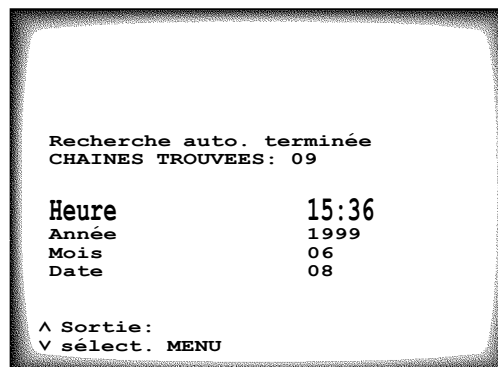 Recherche auto. terminée
CHAINES TROUVEES: 09
Heure 15:36
Année 1999
Mois 06
Date 08
∧ Sortie:
∨ sélect. MENU